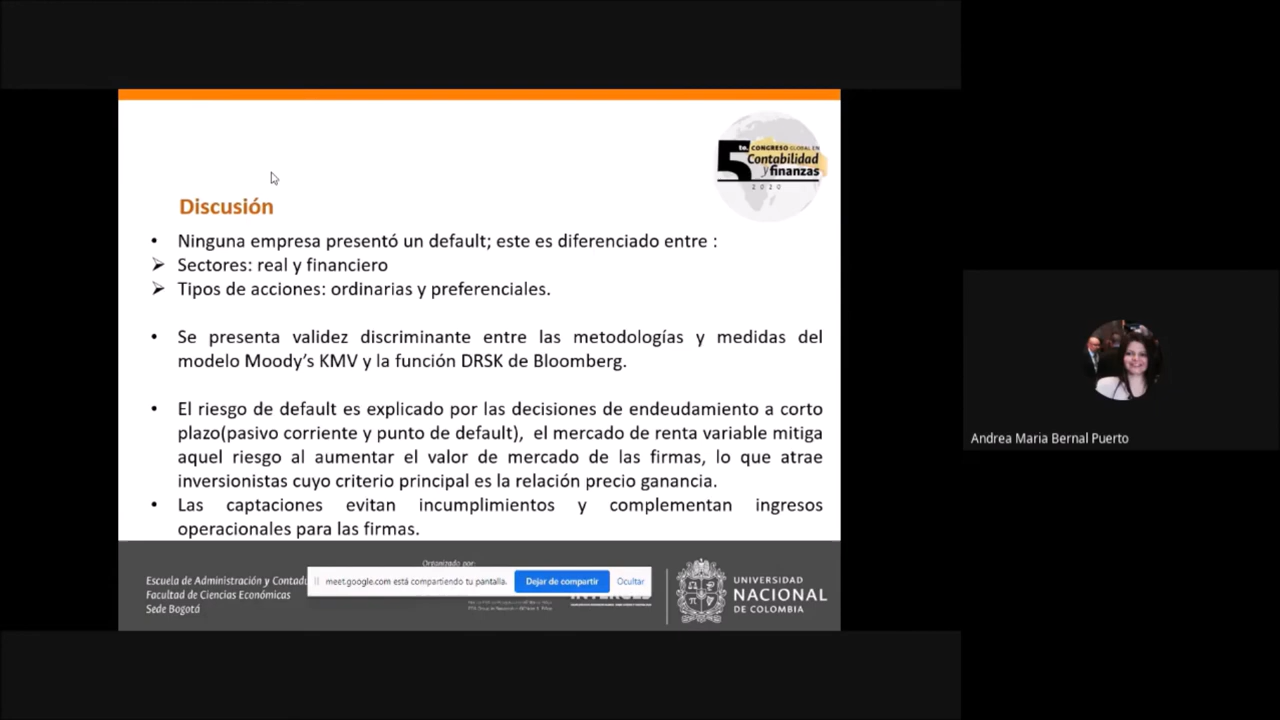 5to. CONGRESO GLOBAL EN
Contabilidad
y finanzas
2020
Discusión
• Ninguna empresa presentó un default; este es diferenciado entre :
➢ Sectores: real y financiero
➢ Tipos de acciones: ordinarias y preferenciales.
• Se presenta validez discriminante entre las metodologías y medidas del
modelo Moody’s KMV y la función DRSK de Bloomberg.
• El riesgo de default es explicado por las decisiones de endeudamiento a corto
plazo(pasivo corriente y punto de default), el mercado de renta variable mitiga
aquel riesgo al aumentar el valor de mercado de las firmas, lo que atrae
inversionistas cuyo criterio principal es la relación precio ganancia.
• Las captaciones evitan incumplimientos y complementan ingresos
operacionales para las firmas.
Andrea Maria Bernal Puerto
Organizado por:
Escuela de Administración y Contadu
Facultad de Ciencias Económicas
Sede Bogotá
meet.google.com está compartiendo tu pantalla.
Dejar de compartir
Ocultar
UNIVERSIDAD
NACIONAL
DE COLOMBIA